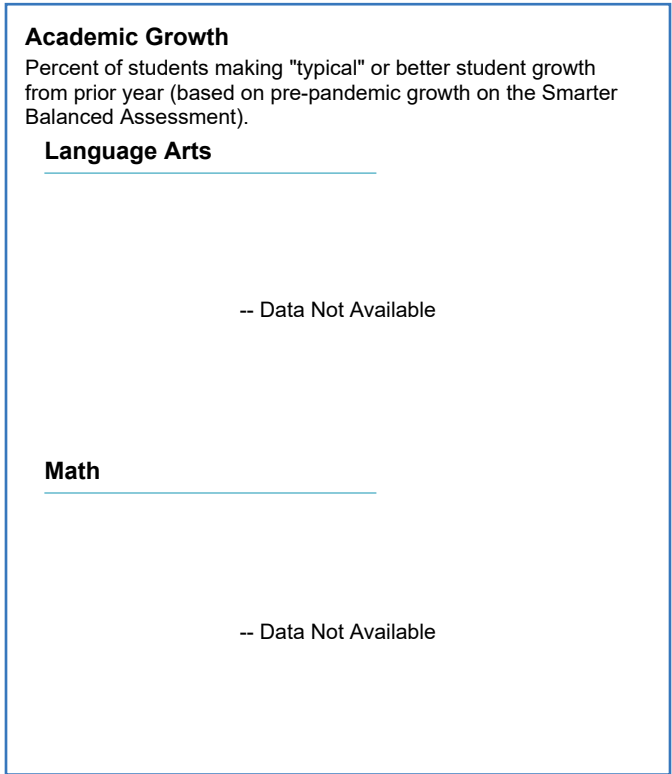 Academic Growth
Percent of students making "typical" or better student growth
from prior year (based on pre-pandemic growth on the Smarter
Balanced Assessment).
Language Arts
-- Data Not Available
Math
-- Data Not Available